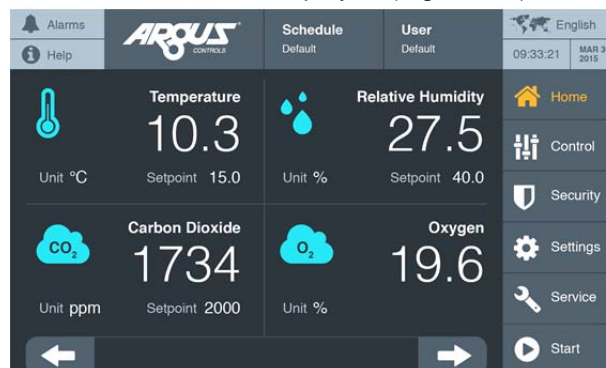 Alarms
Help
ARGUS
CONTROLS
Schedule
Default
User
Default
English
09:33:21
MAR 3
2015
Temperature
10.3
Unit °C
Setpoint 15.0
Relative Humidity
27.5
Unit %
Setpoint 40.0
Carbon Dioxide
CO2
1734
Unit ppm
Setpoint 2000
Oxygen
O2
19.6
Unit %
Home
Control
Security
Settings
Service
Start